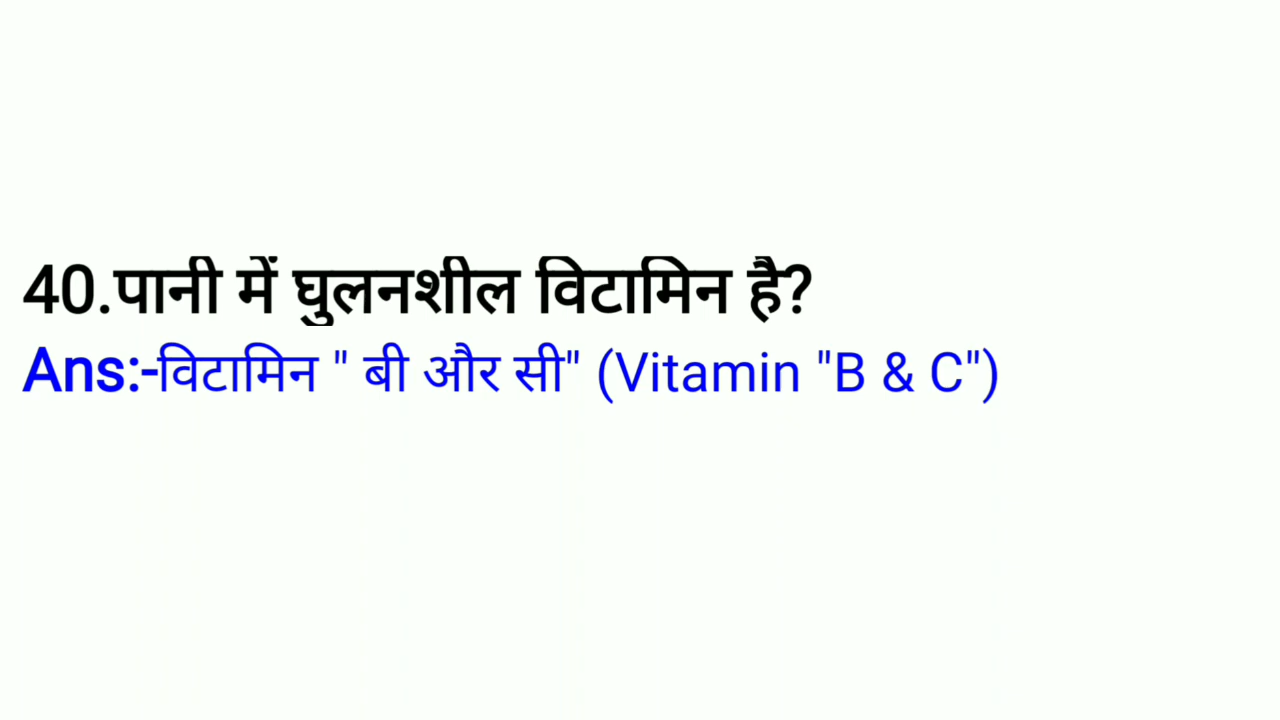 40.पानी में घुलनशील विटामिन है?
Ans:-विटामिन " बी और सी" (Vitamin "B & C")